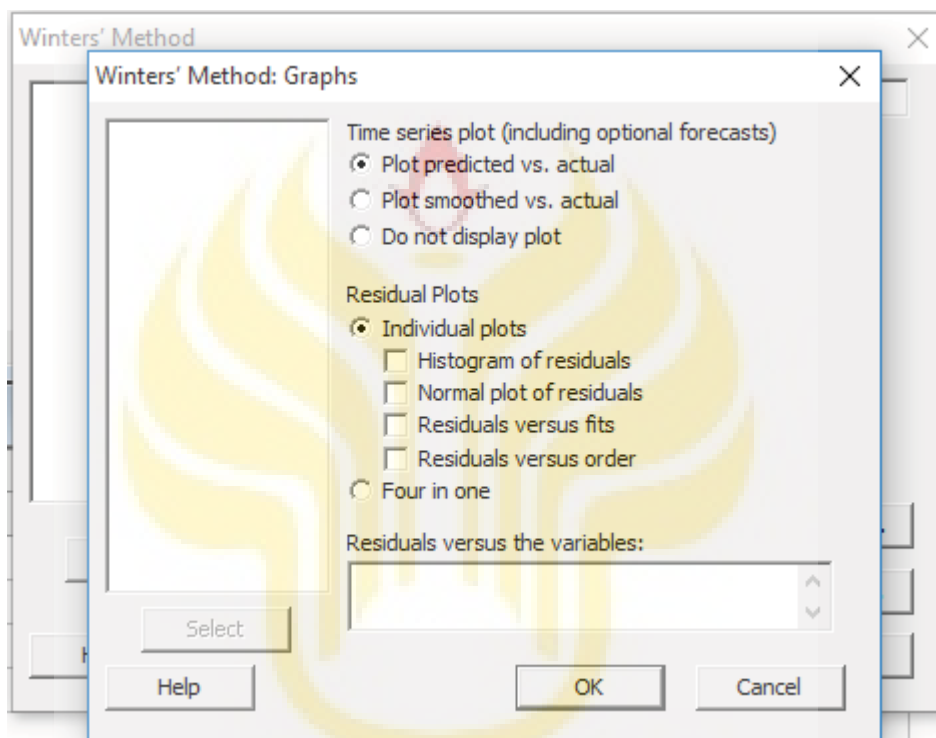 Winters' Method
Winters' Method: Graphs
Time series plot (including optional forecasts)
Plot predicted vs. actual
Plot smoothed vs. actual
Do not display plot
Residual Plots
Individual plots
Histogram of residuals
Normal plot of residuals
Residuals versus fits
Residuals versus order
Four in one
Residuals versus the variables:
Select
Help
OK
Cancel